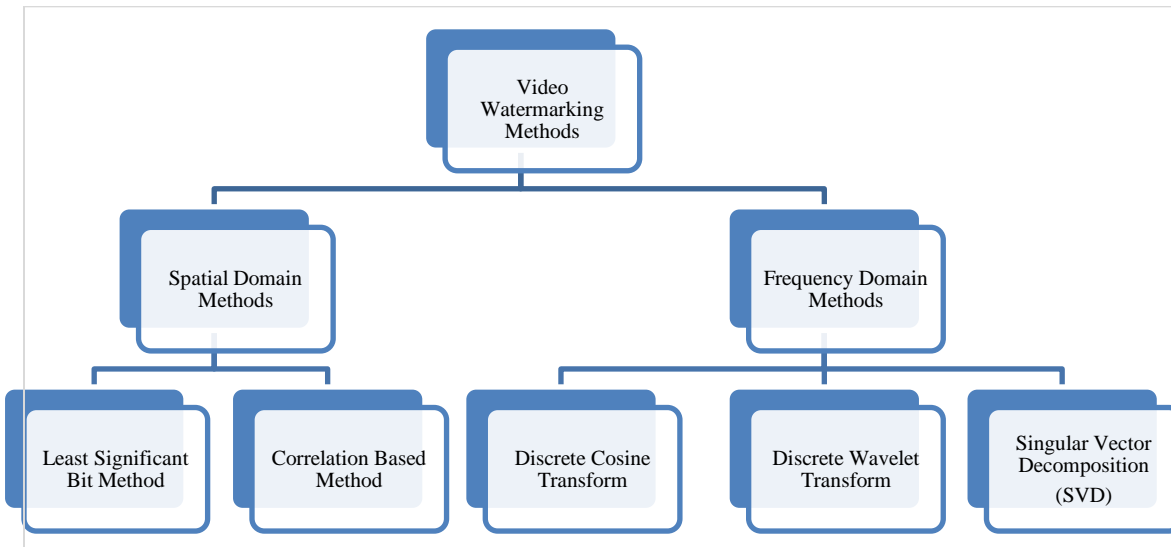 Video
Watermarking
Methods
Spatial Domain
Methods
Frequency Domain
Methods
Least Significant
Bit Method
Correlation Based
Method
Discrete Cosine
Transform
Discrete Wavelet
Transform
Singular Vector
Decomposition
(SVD)